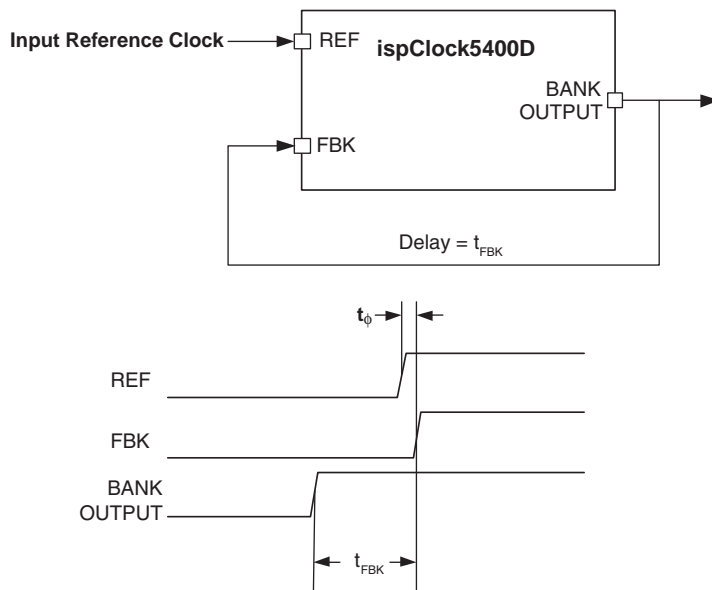 Input Reference Clock
REF
ispClock5400D
BANK
OUTPUT
FBK
Delay = tFBK
tϕ
REF
FBK
BANK
OUTPUT
tFBK